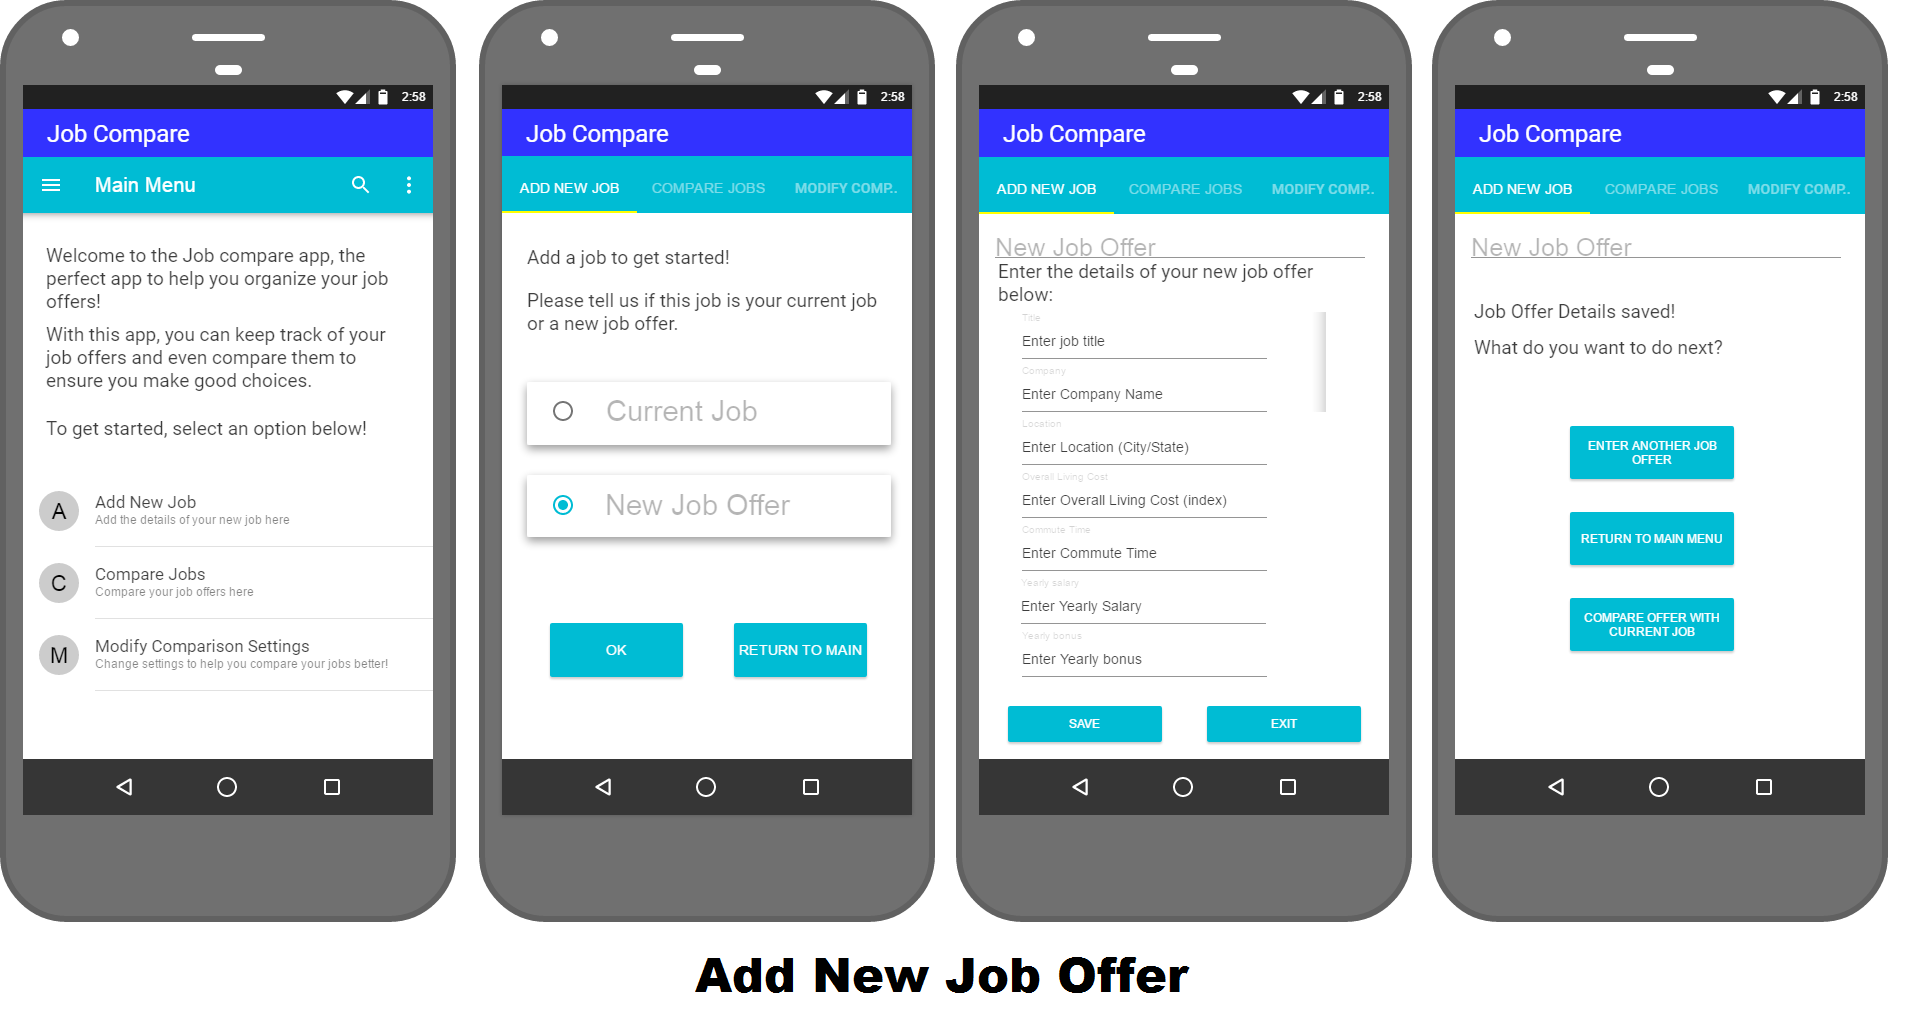 2:58
Job Compare
Main Menu
Welcome to the Job compare app, the
perfect app to help you organize your job
offers!
With this app, you can keep track of your
job offers and even compare them to
ensure you make good choices.
To get started, select an option below!
A
Add New Job
Add the details of your new job here
C
Compare Jobs
Compare your job offers here
M
Modify Comparison Settings
Change settings to help you compare your jobs better!
2:58
Job Compare
ADD NEW JOB COMPARE JOBS MODIFY COMP..
Add a job to get started!
Please tell us if this job is your current job
or a new job offer.
Current Job
New Job Offer
OK RETURN TO MAIN
2:58
Job Compare
ADD NEW JOB COMPARE JOBS MODIFY COMP..
New Job Offer
Enter the details of your new job offer
below:
Title
Enter job title
Company
Enter Company Name
Location
Enter Location (City/State)
Overall Living Cost
Enter Overall Living Cost (index)
Commute Time
Enter Commute Time
Yearly salary
Enter Yearly Salary
Yearly bonus
Enter Yearly bonus
SAVE EXIT
2:58
Job Compare
ADD NEW JOB COMPARE JOBS MODIFY COMP..
New Job Offer
Job Offer Details saved!
What do you want to do next?
ENTER ANOTHER JOB
OFFER
RETURN TO MAIN MENU
COMPARE OFFER WITH
CURRENT JOB
Add New Job Offer